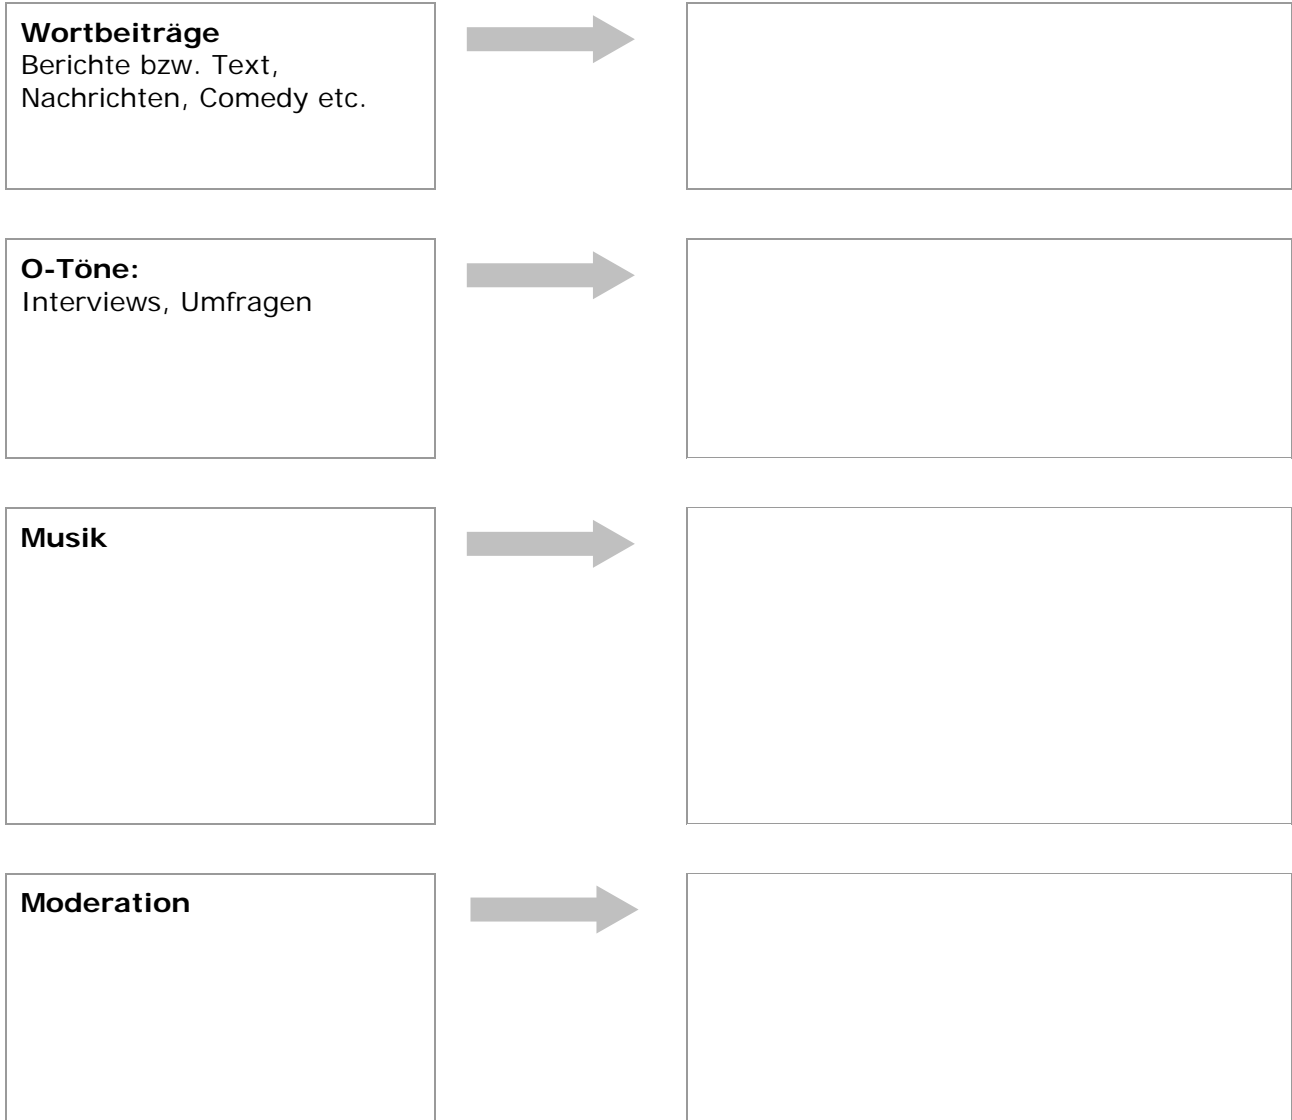 Wortbeiträge
Berichte bzw. Text,
Nachrichten, Comedy etc.
O-Töne:
Interviews, Umfragen
Musik
Moderation